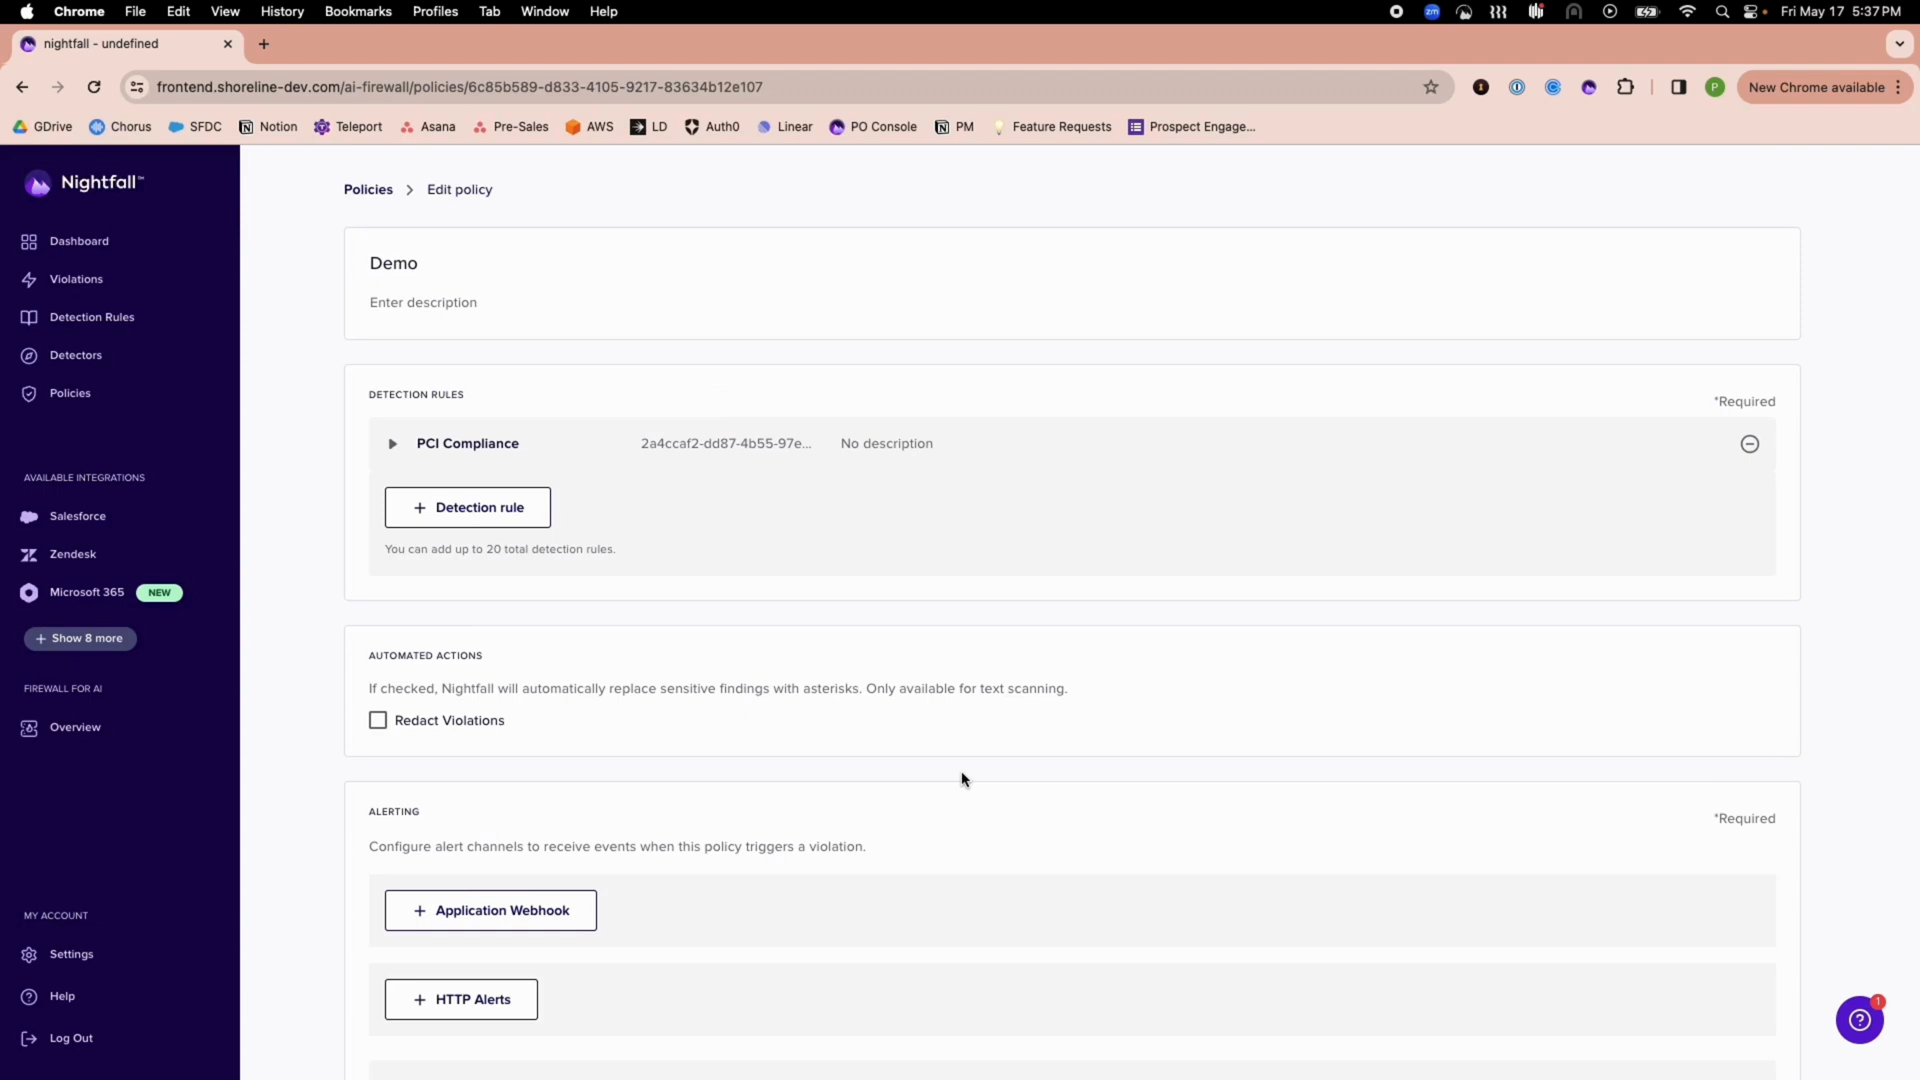 Chrome File Edit View History Bookmarks Profiles Tab Window Help
zm
Fri May 17 5:37 PM
nightfall - undefined
frontend.shoreline-dev.com/ai-firewall/policies/6c85b589-d833-4105-9217-83634b12e107
P
New Chrome available
GDrive Chorus SFDC Notion Teleport Asana Pre-Sales AWS LD Auth0 Linear PO Console PM Feature Requests Prospect Engage...
Nightfall™
Dashboard
Violations
Detection Rules
Detectors
Policies
AVAILABLE INTEGRATIONS
Salesforce
Zendesk
Microsoft 365 NEW
+ Show 8 more
FIREWALL FOR AI
Overview
MY ACCOUNT
Settings
Help
Log Out
Policies > Edit policy
Demo
Enter description
DETECTION RULES
*Required
PCI Compliance 2a4ccaf2-dd87-4b55-97e... No description
+ Detection rule
You can add up to 20 total detection rules.
AUTOMATED ACTIONS
If checked, Nightfall will automatically replace sensitive findings with asterisks. Only available for text scanning.
Redact Violations
ALERTING
*Required
Configure alert channels to receive events when this policy triggers a violation.
+ Application Webhook
+ HTTP Alerts
1